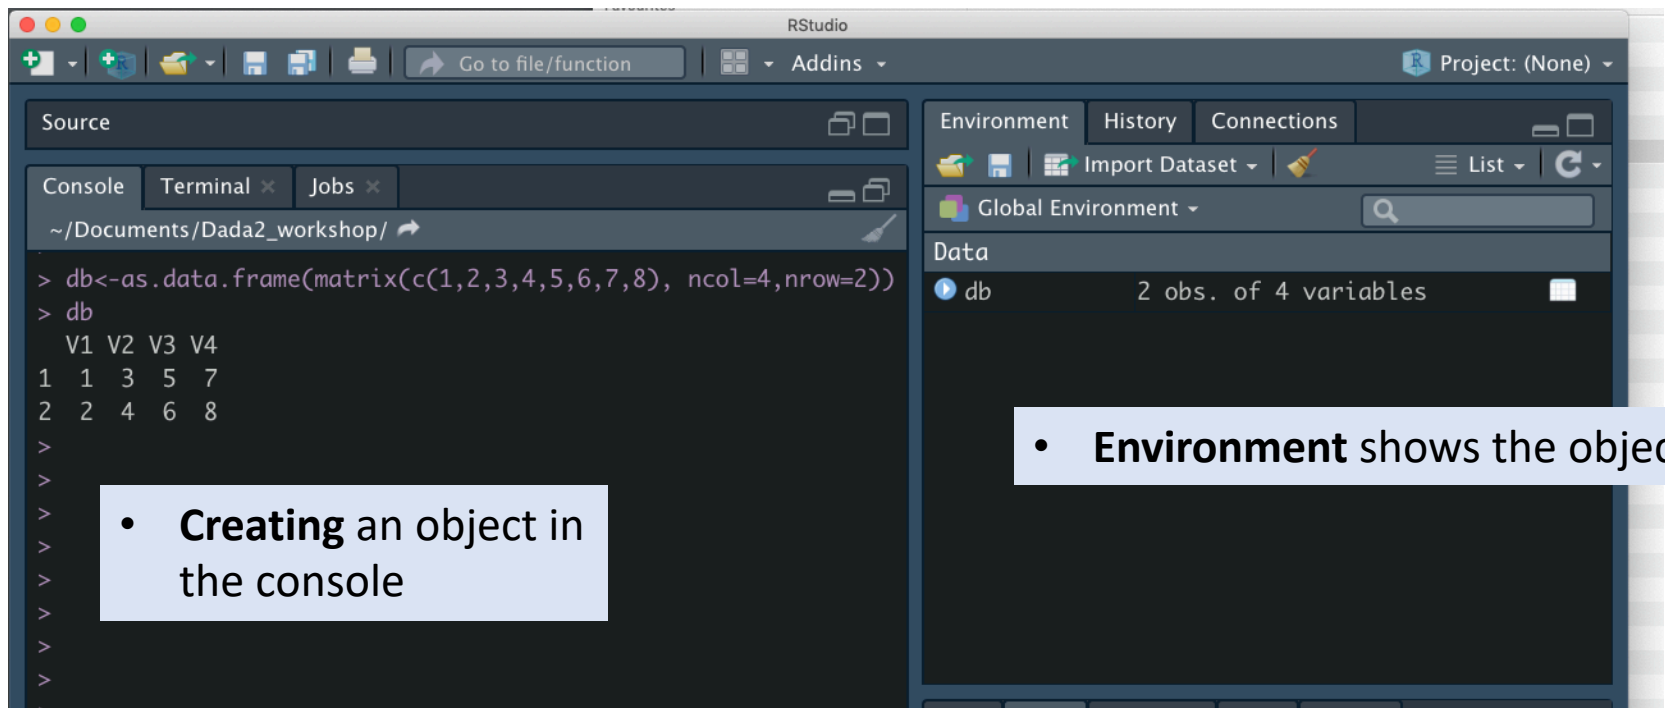 RStudio
Go to file/function
Addins
Project: (None)
Source
Console Terminal Jobs
~/Documents/Dada2_workshop/
> db<-as.data.frame(matrix(c(1,2,3,4,5,6,7,8), ncol=4,nrow=2))
> db
V1 V2 V3 V4
1 1 3 5 7
2 2 4 6 8
>
>
>
>
>
>
>
>
• Creating an object in
the console
Environment History Connections
Import Dataset List
Global Environment
Data
db 2 obs. of 4 variables
• Environment shows the